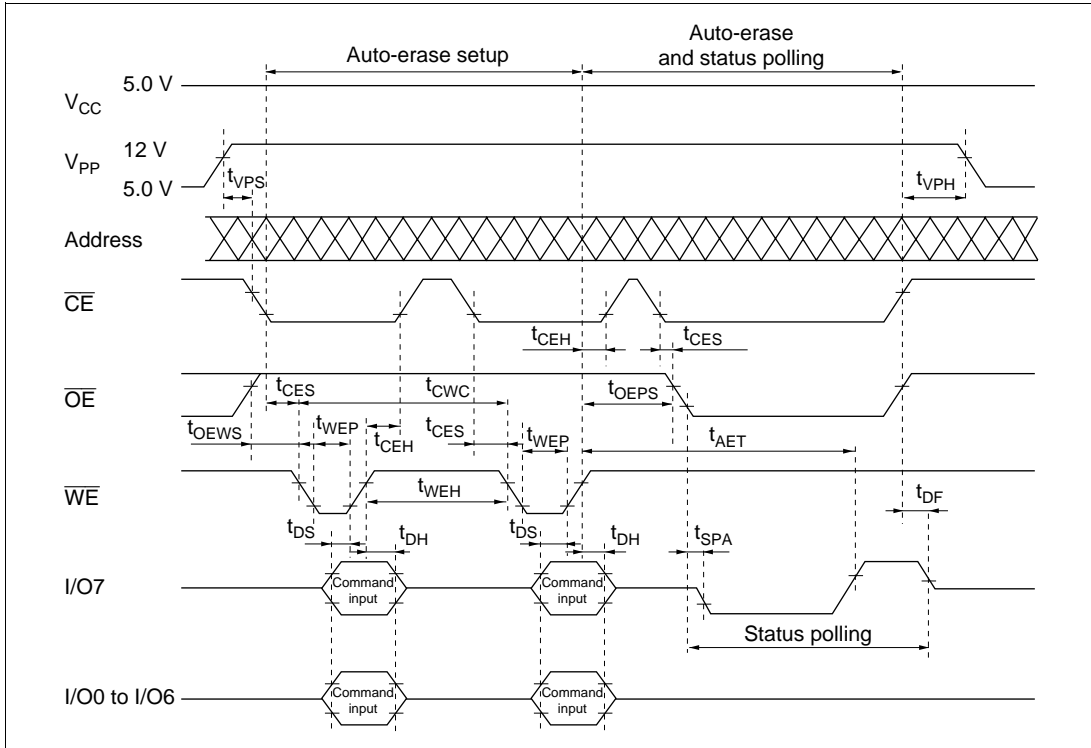 Auto-erase setup
Auto-erase
and status polling
VCC 5.0 V
VPP 12 V
5.0 V
tVPS
tVPH
Address
CE
tCEH
tCES
OE
tCES
tCWC
tOEPS
tOEWS
tWEP
tCEH
tCES
tWEP
tAET
WE
tWEH
tDF
tDS
tDH
tDS
tDH
tSPA
I/O7
Command
input
Command
input
Status polling
I/O0 to I/O6
Command
input
Command
input